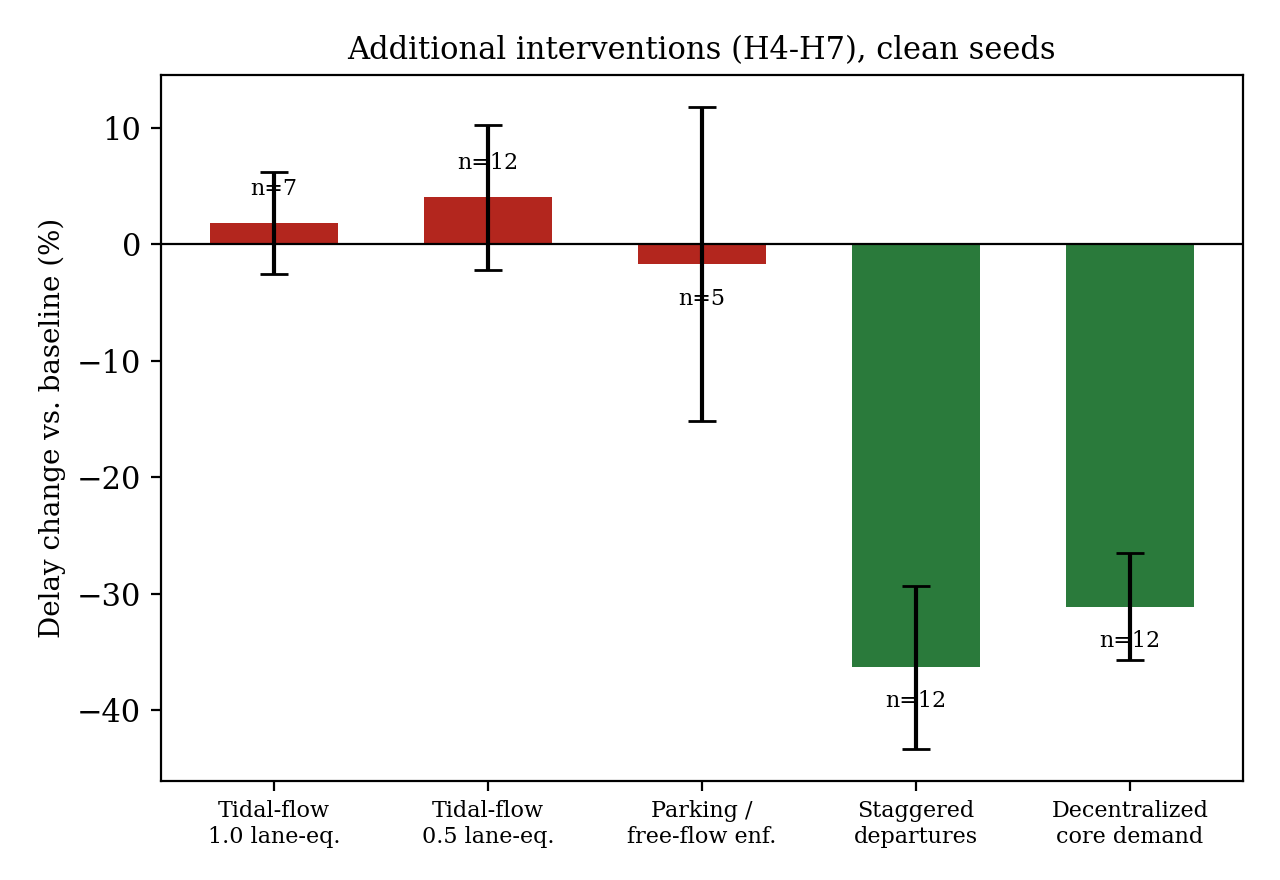 Additional interventions (H4-H7), clean seeds
Delay change vs. baseline (%)
10
0
−10
−20
−30
−40
n=7
n=12
n=5
n=12
n=12
Tidal-flow
1.0 lane-eq.
Tidal-flow
0.5 lane-eq.
Parking /
free-flow enf.
Staggered
departures
Decentralized
core demand